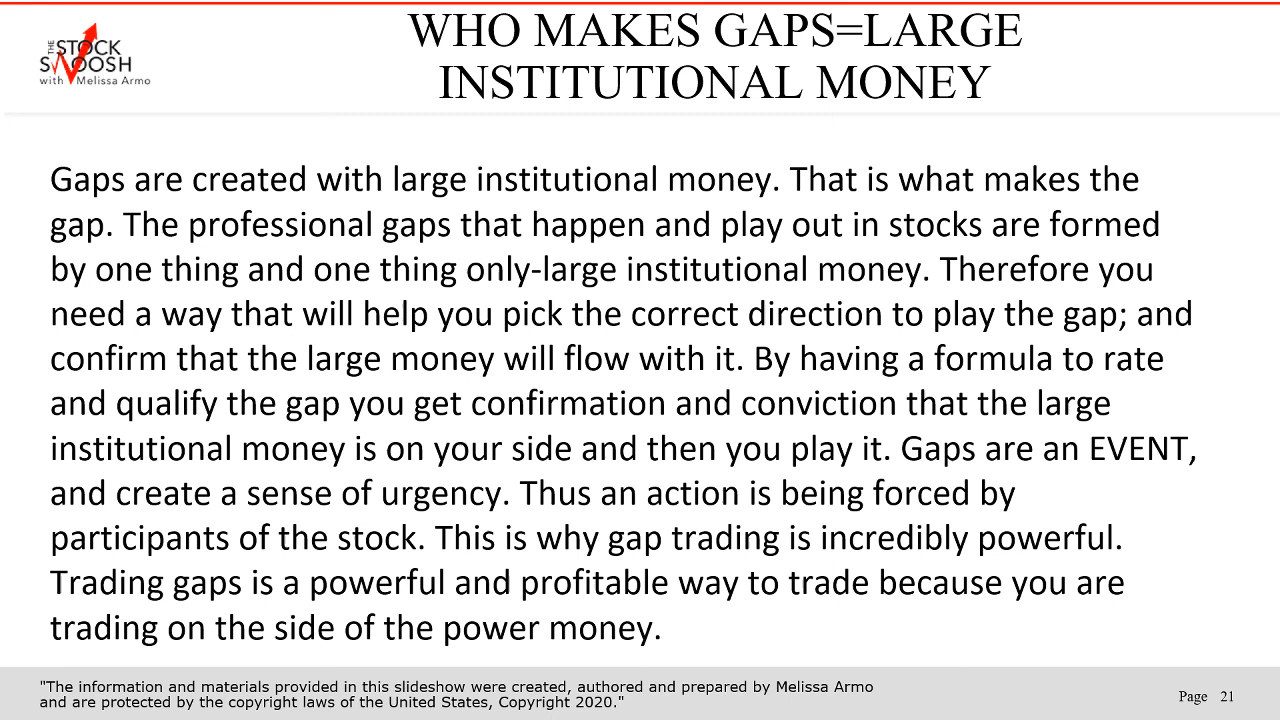 WHO MAKES GAPS=LARGE
INSTITUTIONAL MONEY
THE STOCK
SWOOSH
with Melissa Armo
Gaps are created with large institutional money. That is what makes the
gap. The professional gaps that happen and play out in stocks are formed
by one thing and one thing only-large institutional money. Therefore you
need a way that will help you pick the correct direction to play the gap; and
confirm that the large money will flow with it. By having a formula to rate
and qualify the gap you get confirmation and conviction that the large
institutional money is on your side and then you play it. Gaps are an EVENT,
and create a sense of urgency. Thus an action is being forced by
participants of the stock. This is why gap trading is incredibly powerful.
Trading gaps is a powerful and profitable way to trade because you are
trading on the side of the power money.
"The information and materials provided in this slideshow were created, authored and prepared by Melissa Armo
and are protected by the copyright laws of the United States, Copyright 2020."
Page 21